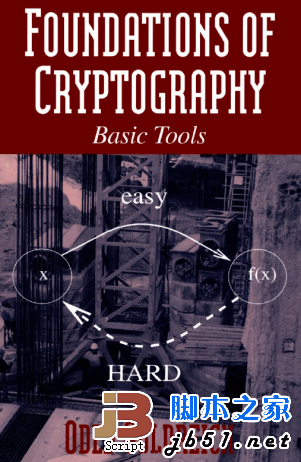 FOUNDATIONS OF
CRYPTOGRAPHY
Basic Tools
easy
x
f(x)
HARD
脚本之家
Script
jb51.net